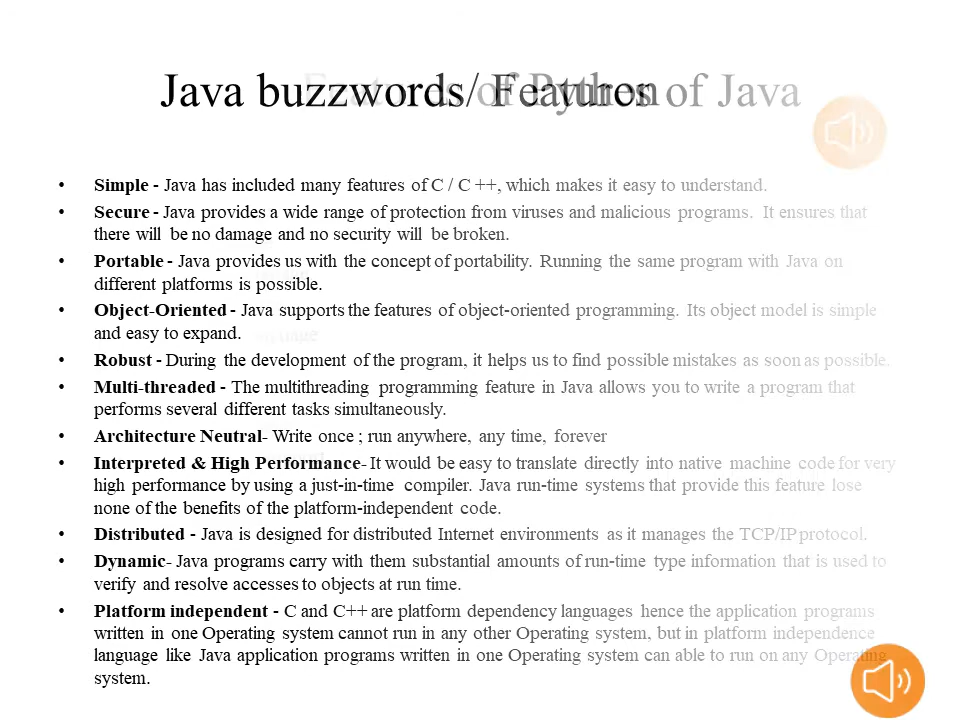 Java buzzwords/ Features of Java
• Simple - Java has included many features of C / C ++, which makes it easy to understand.
• Secure - Java provides a wide range of protection from viruses and malicious programs. It ensures that
there will be no damage and no security will be broken.
• Portable - Java provides us with the concept of portability. Running the same program with Java on
different platforms is possible.
• Object-Oriented - Java supports the features of object-oriented programming. Its object model is simple
and easy to expand.
• Robust - During the development of the program, it helps us to find possible mistakes as soon as possible.
• Multi-threaded - The multithreading programming feature in Java allows you to write a program that
performs several different tasks simultaneously.
• Architecture Neutral- Write once ; run anywhere, any time, forever
• Interpreted & High Performance- It would be easy to translate directly into native machine code for very
high performance by using a just-in-time compiler. Java run-time systems that provide this feature lose
none of the benefits of the platform-independent code.
• Distributed - Java is designed for distributed Internet environments as it manages the TCP/IP protocol.
• Dynamic- Java programs carry with them substantial amounts of run-time type information that is used to
verify and resolve accesses to objects at run time.
• Platform independent - C and C++ are platform dependency languages hence the application programs
written in one Operating system cannot run in any other Operating system, but in platform independence
language like Java application programs written in one Operating system can able to run on any Operating
system.